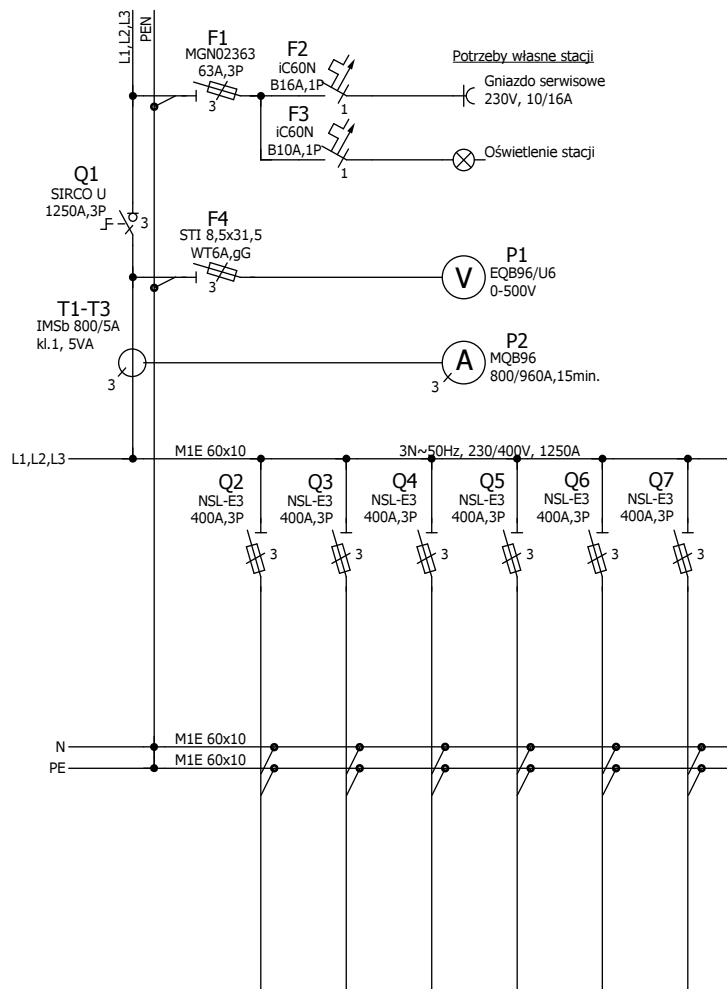 L1,L2,L3
PEN
F1
MGN02363
63A,3P
3
F2
iC60N
B16A,1P
1
Potrzeby własne stacji
Gniazdo serwisowe
230V, 10/16A
F3
iC60N
B10A,1P
1
Oświetlenie stacji
Q1
SIRCO U
1250A,3P
3
F4
STI 8,5x31,5
WT6A,gG
3
V
P1
EQB96/U6
0-500V
T1-T3
IMSb 800/5A
kl.1, 5VA
3
A
3
P2
MQB96
800/960A,15min.
L1,L2,L3
M1E 60x10
3N~50Hz, 230/400V, 1250A
Q2
NSL-E3
400A,3P
3
Q3
NSL-E3
400A,3P
3
Q4
NSL-E3
400A,3P
3
Q5
NSL-E3
400A,3P
3
Q6
NSL-E3
400A,3P
3
Q7
NSL-E3
400A,3P
3
N
M1E 60x10
PE
M1E 60x10